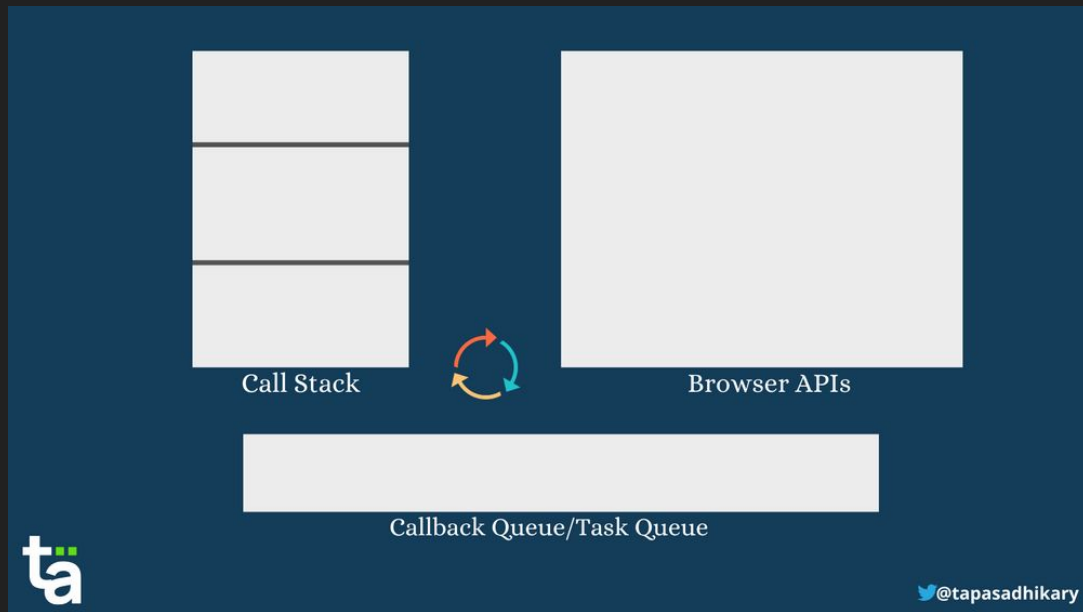 Call Stack
Browser APIs
Callback Queue/Task Queue
tä
@tapasadhikary